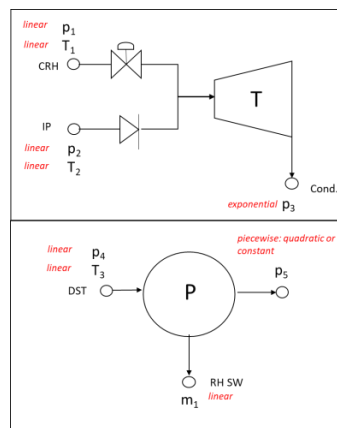 linear p1
linear T1
CRH
T
IP
linear p2
linear T2
Cond.
exponential p3
linear p4
linear T3
DST
P
piecewise: quadratic or
constant
p5
RH SW
m1 linear